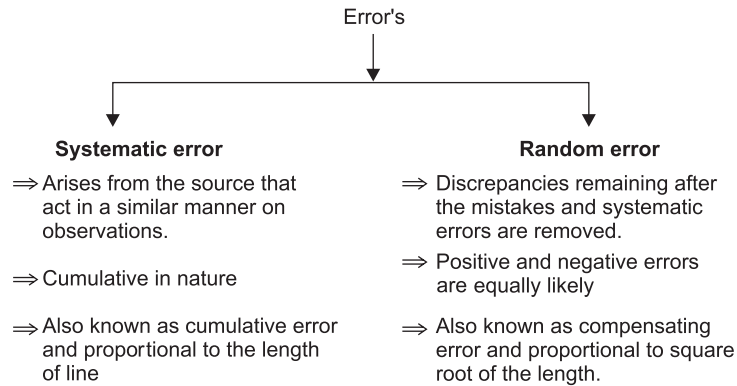 Error's
Systematic error
⇒ Arises from the source that
act in a similar manner on
observations.
⇒ Cumulative in nature
⇒ Also known as cumulative error
and proportional to the length
of line
Random error
⇒ Discrepancies remaining after
the mistakes and systematic
errors are removed.
⇒ Positive and negative errors
are equally likely
⇒ Also known as compensating
error and proportional to square
root of the length.